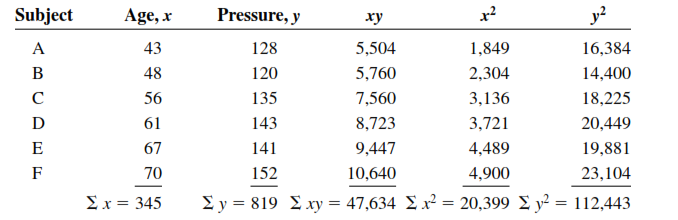 Subject Age, x Pressure, y xy x² y²
A 43 128 5,504 1,849 16,384
B 48 120 5,760 2,304 14,400
C 56 135 7,560 3,136 18,225
D 61 143 8,723 3,721 20,449
E 67 141 9,447 4,489 19,881
F 70 152 10,640 4,900 23,104
Σ x = 345 Σ y = 819 Σ xy = 47,634 Σ x² = 20,399 Σ y² = 112,443